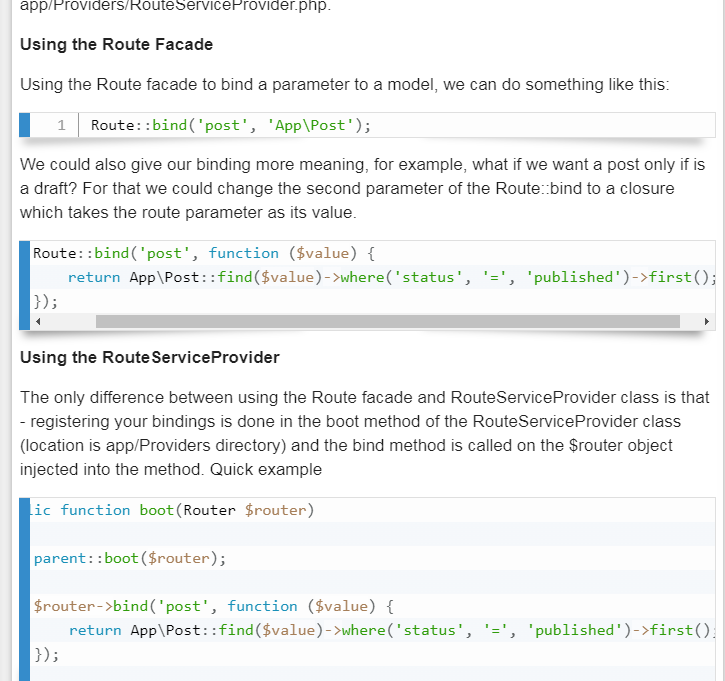 app/Providers/RouteServiceProvider.php.
Using the Route Facade
Using the Route facade to bind a parameter to a model, we can do something like this:
1 Route::bind('post', 'App\Post');
We could also give our binding more meaning, for example, what if we want a post only if is
a draft? For that we could change the second parameter of the Route::bind to a closure
which takes the route parameter as its value.
Route::bind('post', function ($value) {
    return App\Post::find($value)->where('status', '=', 'published')->first();
});
Using the RouteServiceProvider
The only difference between using the Route facade and RouteServiceProvider class is that
- registering your bindings is done in the boot method of the RouteServiceProvider class
(location is app/Providers directory) and the bind method is called on the $router object
injected into the method. Quick example
lic function boot(Router $router)
parent::boot($router);
$router->bind('post', function ($value) {
    return App\Post::find($value)->where('status', '=', 'published')->first();
});